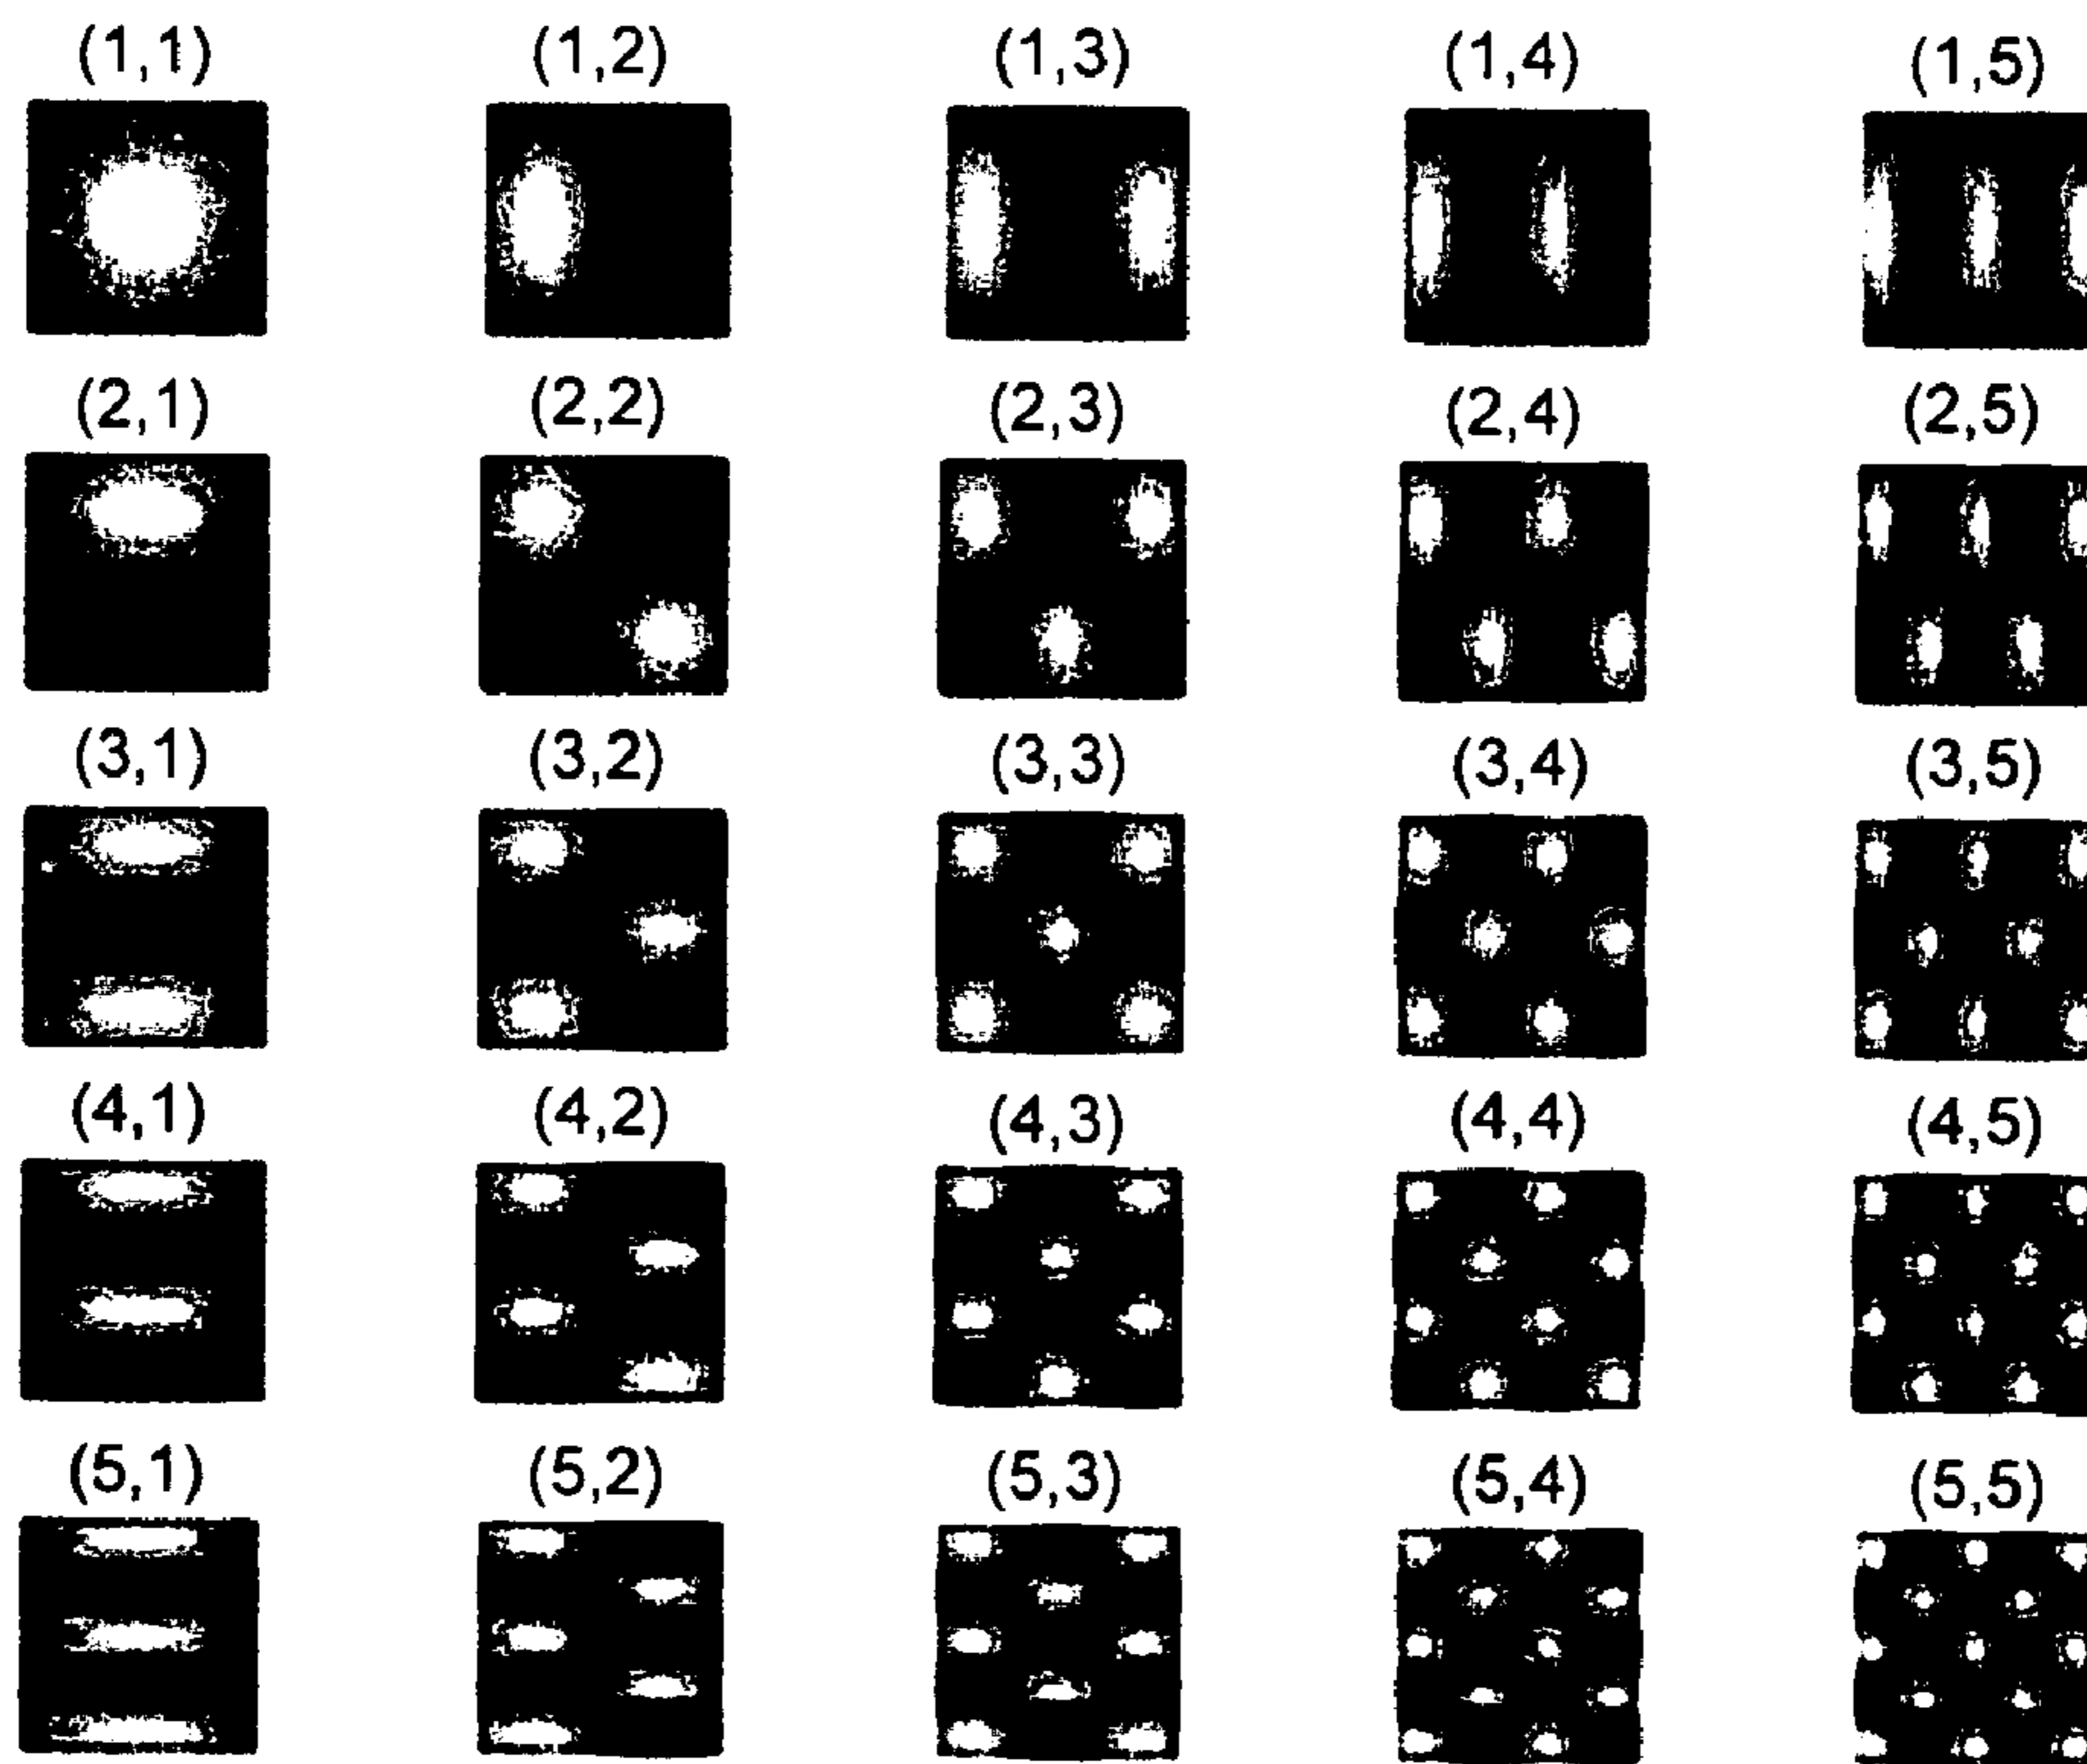 (1,1) (1,2) (1,3) (1,4) (1,5)
(2,1) (2,2) (2,3) (2,4) (2,5)
(3,1) (3,2) (3,3) (3,4) (3,5)
(4,1) (4,2) (4,3) (4,4) (4,5)
(5,1) (5,2) (5,3) (5,4) (5,5)